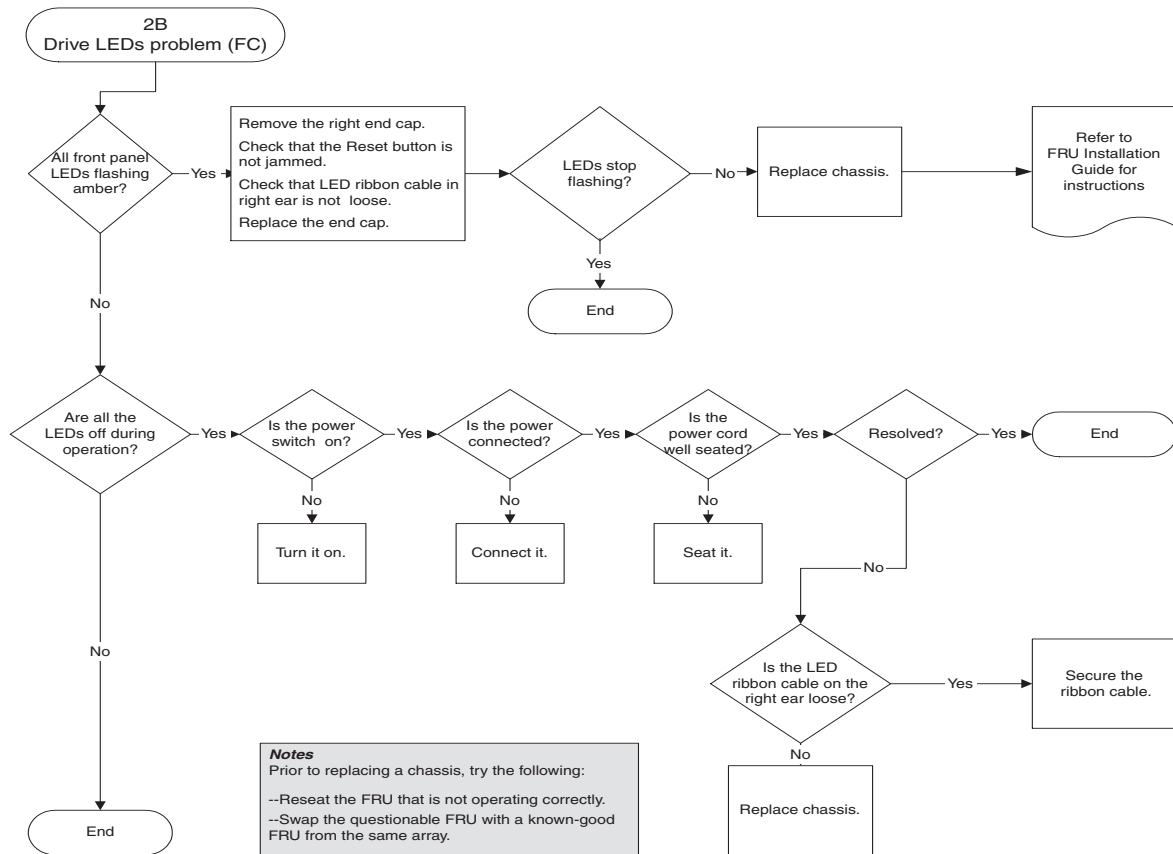 2B
Drive LEDs problem (FC)
All front panel
LEDs flashing
amber?
Yes
Remove the right end cap.
Check that the Reset button is
not jammed.
Check that LED ribbon cable in
right ear is not loose.
Replace the end cap.
LEDs stop
flashing?
No
Replace chassis.
Refer to
FRU Installation
Guide for
instructions
Yes
End
No
Are all the
LEDs off during
operation?
Yes
Is the power
switch on?
Yes
Is the power
connected?
Yes
Is the
power cord
well seated?
Yes
Resolved?
Yes
End
No
Turn it on.
No
Connect it.
No
Seat it.
No
Is the LED
ribbon cable on the
right ear loose?
Yes
Secure the
ribbon cable.
No
Replace chassis.
No
End
Notes
Prior to replacing a chassis, try the following:
--Reseat the FRU that is not operating correctly.
--Swap the questionable FRU with a known-good
FRU from the same array.